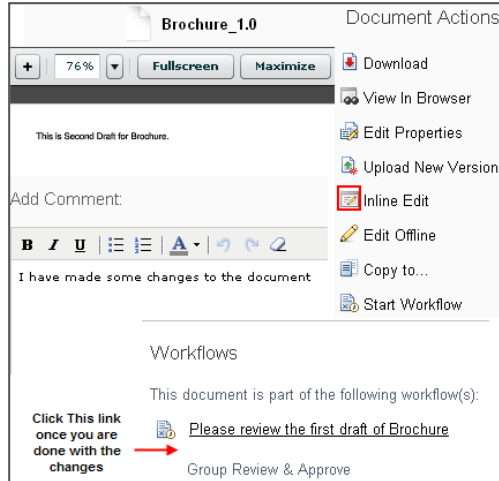 Brochure_1.0
+ 76% Fullscreen Maximize
This is Second Draft for Brochure.
Add Comment:
B I U A
I have made some changes to the document
Document Actions
Download
View In Browser
Edit Properties
Upload New Version
Inline Edit
Edit Offline
Copy to...
Start Workflow
Workflows
This document is part of the following workflow(s):
Click This link
once you are
done with the
changes
Please review the first draft of Brochure
Group Review & Approve